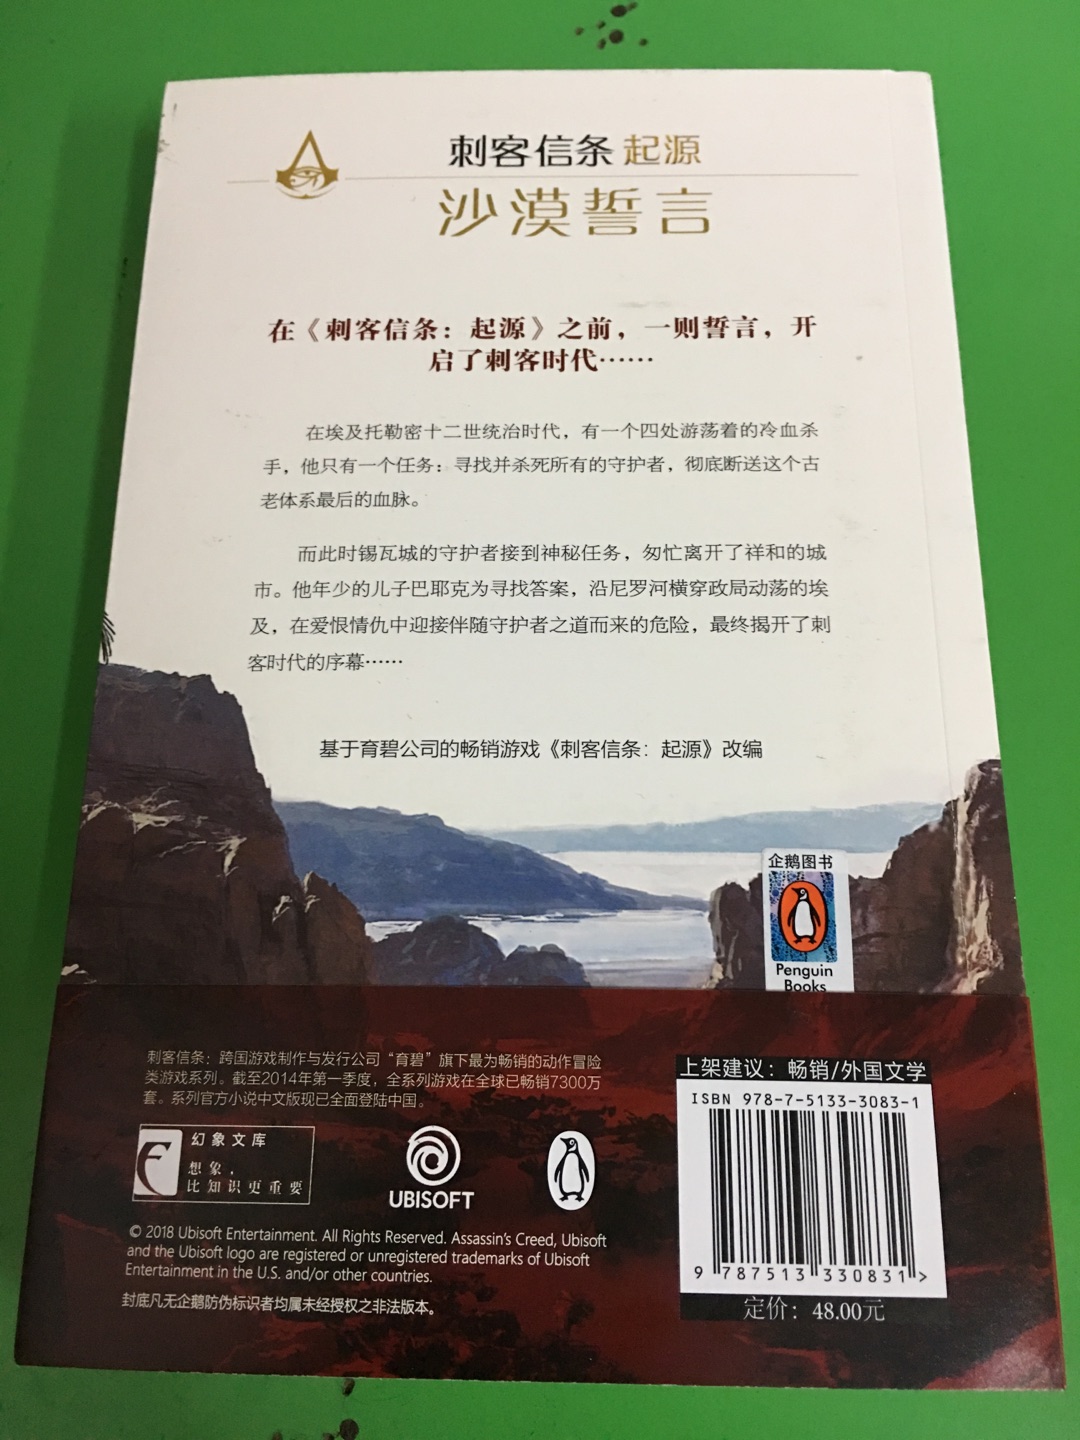 刺客信条 起源
沙漠誓言
在《刺客信条：起源》之前，一则誓言，开
启了刺客时代……
在埃及托勒密十二世统治时代，有一个四处游荡着的冷血杀
手，他只有一个任务：寻找并杀死所有的守护者，彻底断送这个古
老体系最后的血脉。
而此时锡瓦城的守护者接到神秘任务，匆忙离开了祥和的城
市。他年少的儿子巴耶克为寻找答案，沿尼罗河横穿政局动荡的埃
及，在爱恨情仇中迎接伴随守护者之道而来的危险，最终揭开了刺
客时代的序幕……
基于育碧公司的畅销游戏《刺客信条：起源》改编
企鹅图书
Penguin
Books
刺客信条：跨国游戏制作与发行公司“育碧”旗下最为畅销的动作冒险
类游戏系列。截至2014年第一季度，全系列游戏在全球已畅销7300万
套。系列官方小说中文版现已全面登陆中国。
幻象文库
想象，
比知识更重要
UBISOFT
© 2018 Ubisoft Entertainment. All Rights Reserved. Assassin's Creed, Ubisoft
and the Ubisoft logo are registered or unregistered trademarks of Ubisoft
Entertainment in the U.S. and/or other countries.
封底凡无企鹅防伪标识者均属未经授权之非法版本。
上架建议：畅销/外国文学
ISBN 978-7-5133-3083-1
9 787513 330831 >
定价：48.00元